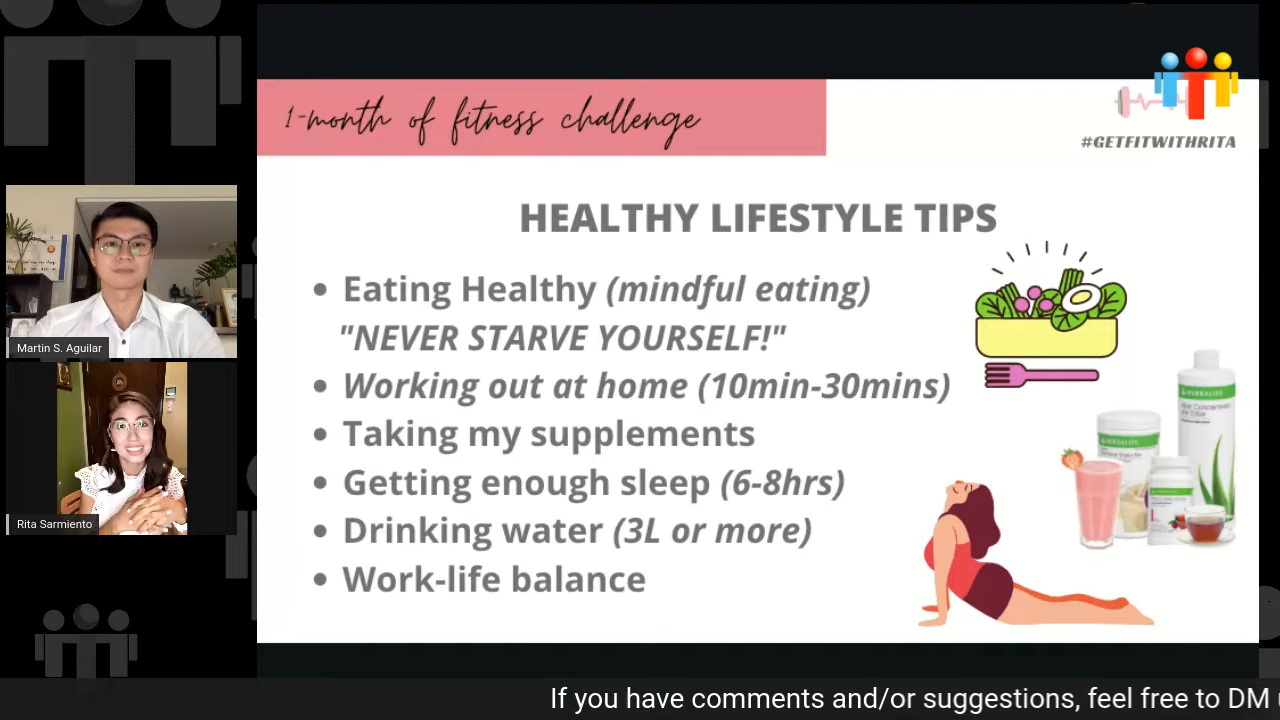 1-month of fitness challenge
#GETFITWITHRITA
HEALTHY LIFESTYLE TIPS
• Eating Healthy (mindful eating)
"NEVER STARVE YOURSELF!"
• Working out at home (10min-30mins)
• Taking my supplements
• Getting enough sleep (6-8hrs)
• Drinking water (3L or more)
• Work-life balance
HERBALIFE
HERBALIFE
Martin S. Aguilar
Rita Sarmiento
If you have comments and/or suggestions, feel free to DM